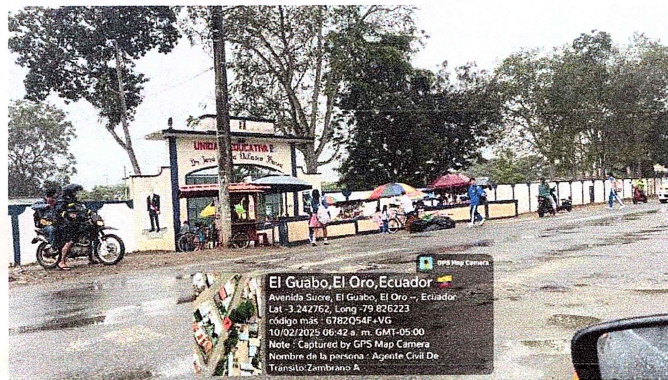 UNIDAD EDUCATIVA
GPS Map Camera
El Guabo,El Oro,Ecuador
Avenida Sucre, El Guabo, El Oro --, Ecuador
Lat -3.242762, Long -79.826223
código más : 6782Q54F+VG
10/02/2025 06:42 a. m. GMT-05:00
Note : Captured by GPS Map Camera
Nombre de la persona : Agente Civil De
Transito:Zambrano A